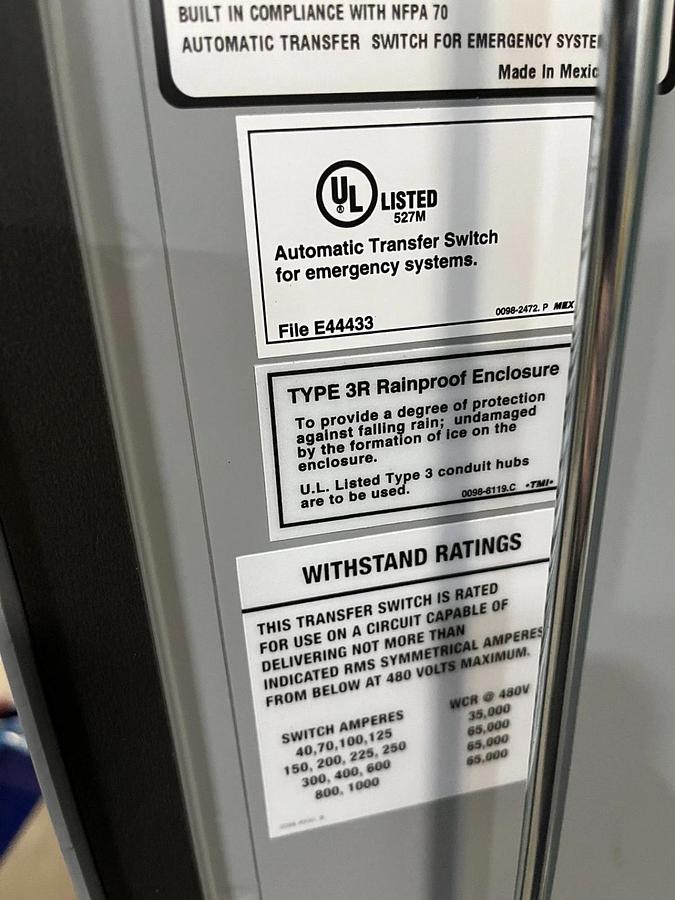 BUILT IN COMPLIANCE WITH NFPA 70
AUTOMATIC TRANSFER SWITCH FOR EMERGENCY SYSTEM
Made In Mexic
UL ® LISTED
527M
Automatic Transfer Switch
for emergency systems.
File E44433
0098-2472. P MEX
TYPE 3R Rainproof Enclosure
To provide a degree of protection
against falling rain; undamaged
by the formation of ice on the
enclosure.
U.L. Listed Type 3 conduit hubs
are to be used.
0098-6119.C •TMI•
WITHSTAND RATINGS
THIS TRANSFER SWITCH IS RATED
FOR USE ON A CIRCUIT CAPABLE OF
DELIVERING NOT MORE THAN
INDICATED RMS SYMMETRICAL AMPERES
FROM BELOW AT 480 VOLTS MAXIMUM.
SWITCH AMPERES WCR @ 480V
40,70,100,125 35,000
150, 200, 225, 250 65,000
300, 400, 600 65,000
800, 1000 65,000